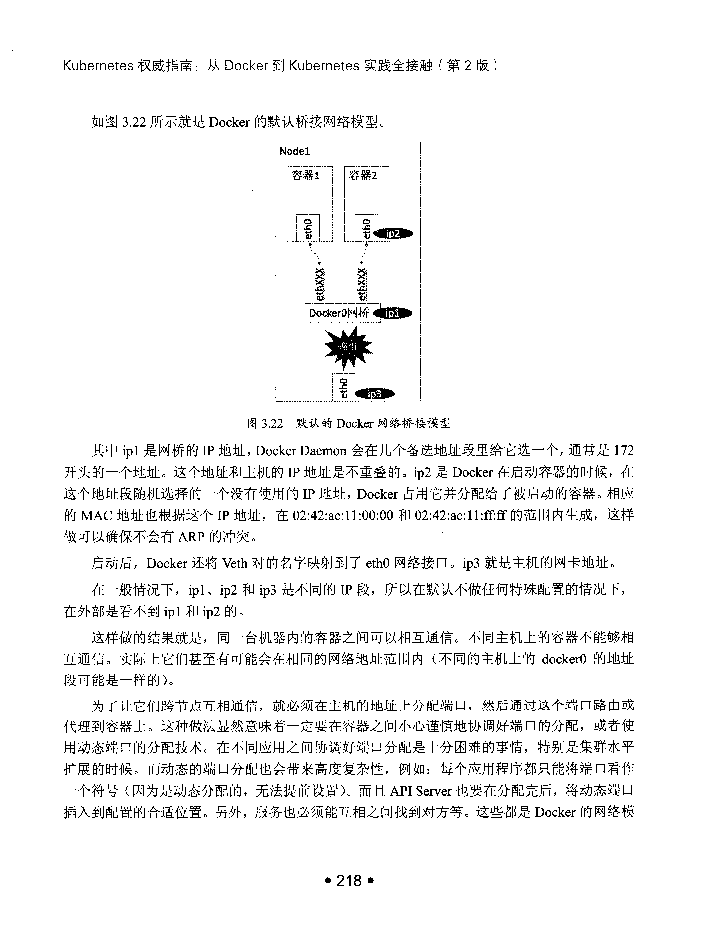 Kubernetes 权威指南：从 Docker 到 Kubernetes 实践全接触（第 2 版）
如图 3.22 所示就是 Docker 的默认桥接网络模型。
Node1
容器1
容器2
eth0
eth0
ip2
ethXXX
ethXXX
Docker0网桥
ip1
eth0
ip3
图 3.22 默认的 Docker 网络桥接模型
其中 ip1 是网桥的 IP 地址，Docker Daemon 会在几个备选地址段里给它选一个，通常是 172
开头的一个地址。这个地址和主机的 IP 地址是不重叠的。ip2 是 Docker 在启动容器的时候，在
这个地址段随机选择的一个没有使用的 IP 地址，Docker 占用它并分配给了被启动的容器。相应
的 MAC 地址也根据这个 IP 地址，在 02:42:ac:11:00:00 和 02:42:ac:11:ff:ff 的范围内生成，这样
做可以确保不会有 ARP 的冲突。
启动后，Docker 还将 Veth 对的名字映射到了 eth0 网络接口。ip3 就是主机的网卡地址。
在一般情况下，ip1、ip2 和 ip3 是不同的 IP 段，所以在默认不做任何特殊配置的情况下，
在外部是看不到 ip1 和 ip2 的。
这样做的结果就是，同一台机器内的容器之间可以相互通信。不同主机上的容器不能够相
互通信。实际上它们甚至有可能会在相同的网络地址范围内（不同的主机上的 docker0 的地址
段可能是一样的）。
为了让它们跨节点互相通信，就必须在主机的地址上分配端口，然后通过这个端口路由或
代理到容器上。这种做法显然意味着一定要在容器之间小心谨慎地协调好端口的分配，或者使
用动态端口的分配技术。在不同应用之间协调好端口分配是十分困难的事情，特别是集群水平
扩展的时候。而动态的端口分配也会带来高度复杂性，例如：每个应用程序都只能将端口看作
一个符号（因为是动态分配的，无法提前设置）。而且 API Server 也要在分配完后，将动态端口
插入到配置的合适位置。另外，服务也必须能互相之间找到对方等。这些都是 Docker 的网络模
• 218 •